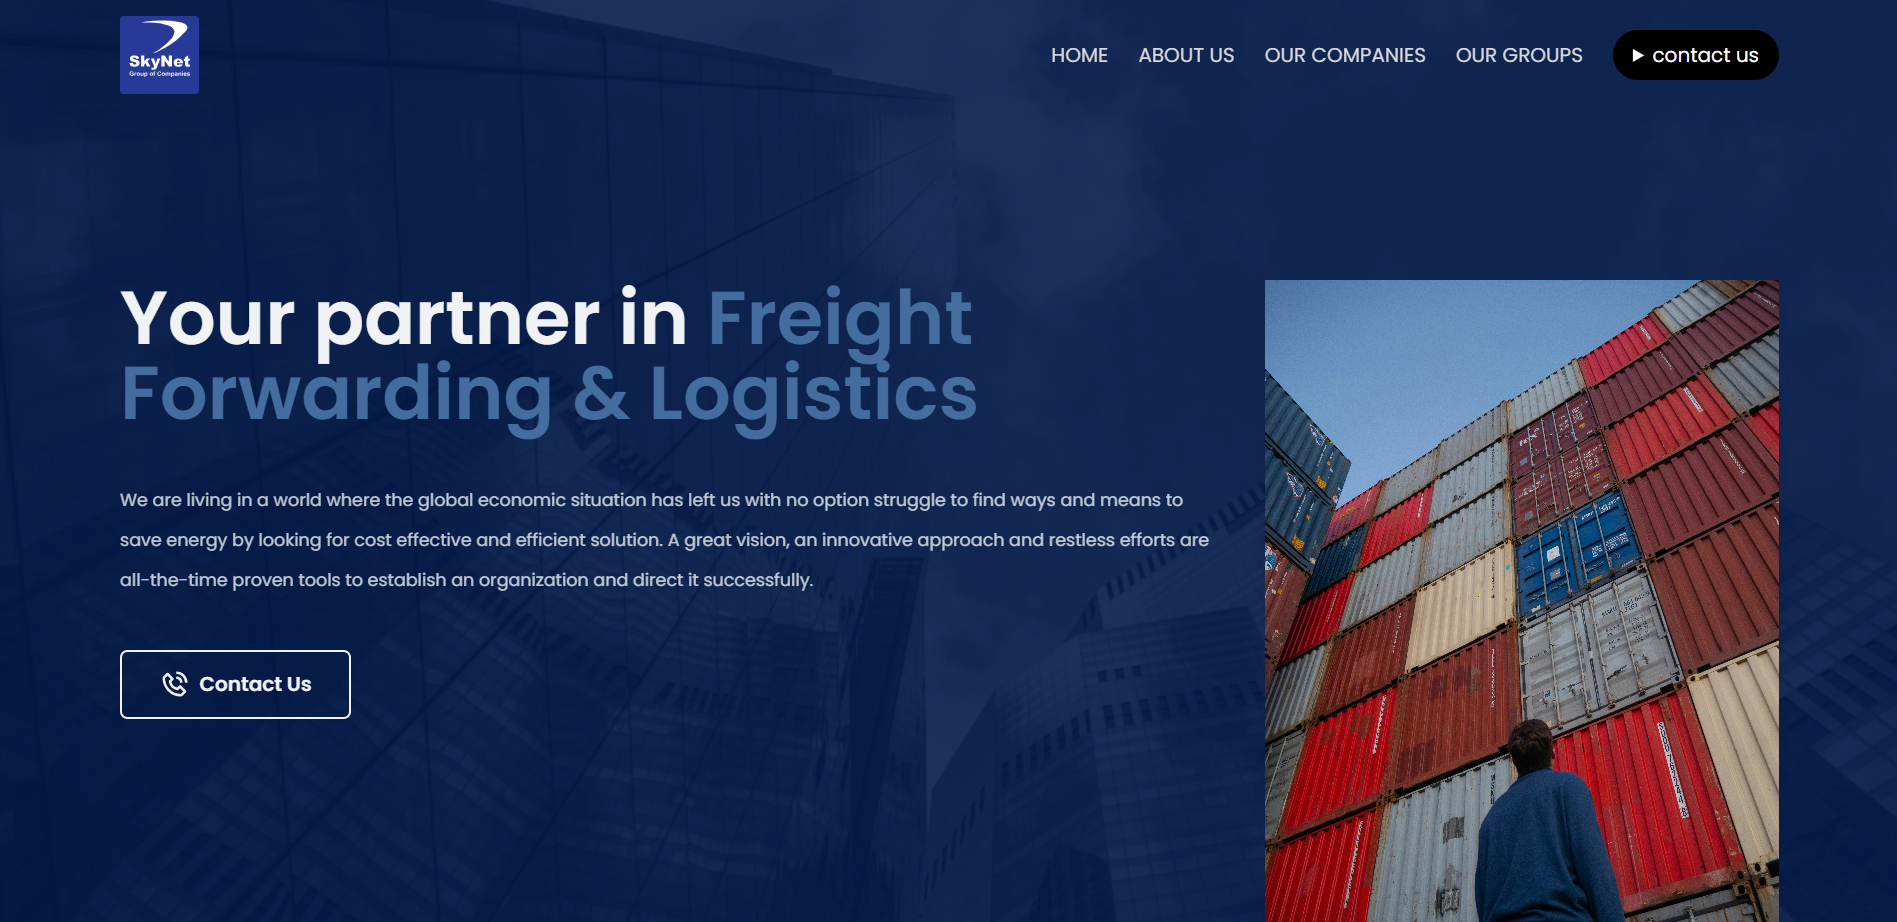 SkyNet
Group of Companies
HOME ABOUT US OUR COMPANIES OUR GROUPS contact us
Your partner in Freight
Forwarding & Logistics
We are living in a world where the global economic situation has left us with no option struggle to find ways and means to
save energy by looking for cost effective and efficient solution. A great vision, an innovative approach and restless efforts are
all-the-time proven tools to establish an organization and direct it successfully.
Contact Us